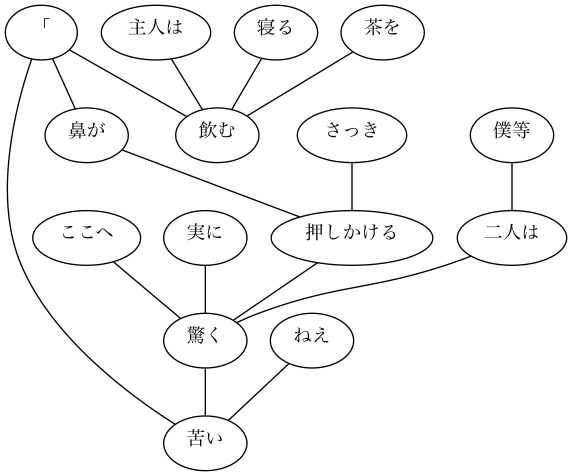 「
主人は
寝る
茶を
鼻が
飲む
さっき
僕等
ここへ
実に
押しかける
二人は
驚く
ねえ
苦い